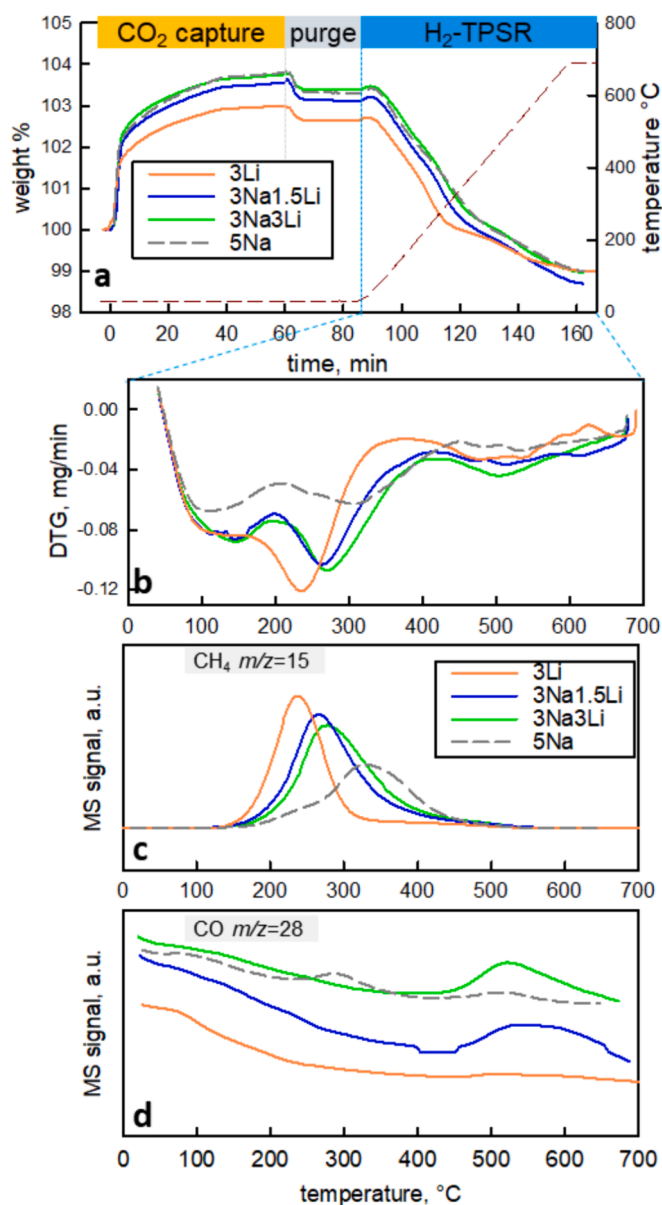 CO₂ capture purge H₂-TPSR
105 104 103 102 101 100 99 98
weight %
3Li
3Na1.5Li
3Na3Li
5Na
a
800 600 400 200 0
temperature °C
0 20 40 60 80 100 120 140 160
time, min
0.00 -0.04 -0.08 -0.12
DTG, mg/min
b
0 100 200 300 400 500 600 700
CH₄ m/z=15
MS signal, a.u.
3Li
3Na1.5Li
3Na3Li
5Na
c
0 100 200 300 400 500 600 700
CO m/z=28
MS signal, a.u.
d
0 100 200 300 400 500 600 700
temperature, °C